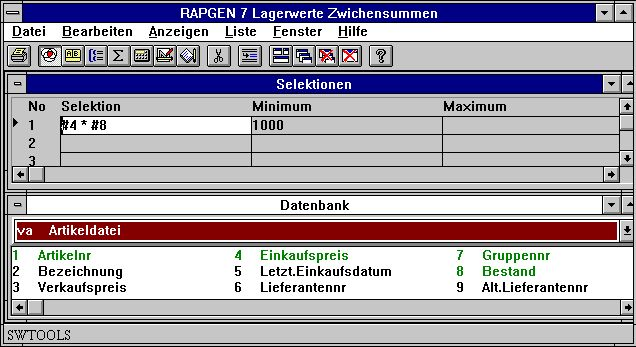 RAPGEN 7 Lagerwerte Zwichensummen
Datei Bearbeiten Anzeigen Liste Fenster Hilfe
Selektionen
No Selektion Minimum Maximum
1 #4 * #8 1000
2
3
Datenbank
va Artikeldatei
1 Artikelnr 4 Einkaufspreis 7 Gruppennr
2 Bezeichnung 5 Letzt.Einkaufsdatum 8 Bestand
3 Verkaufspreis 6 Lieferantennr 9 Alt.Lieferantennr
SWTOOLS